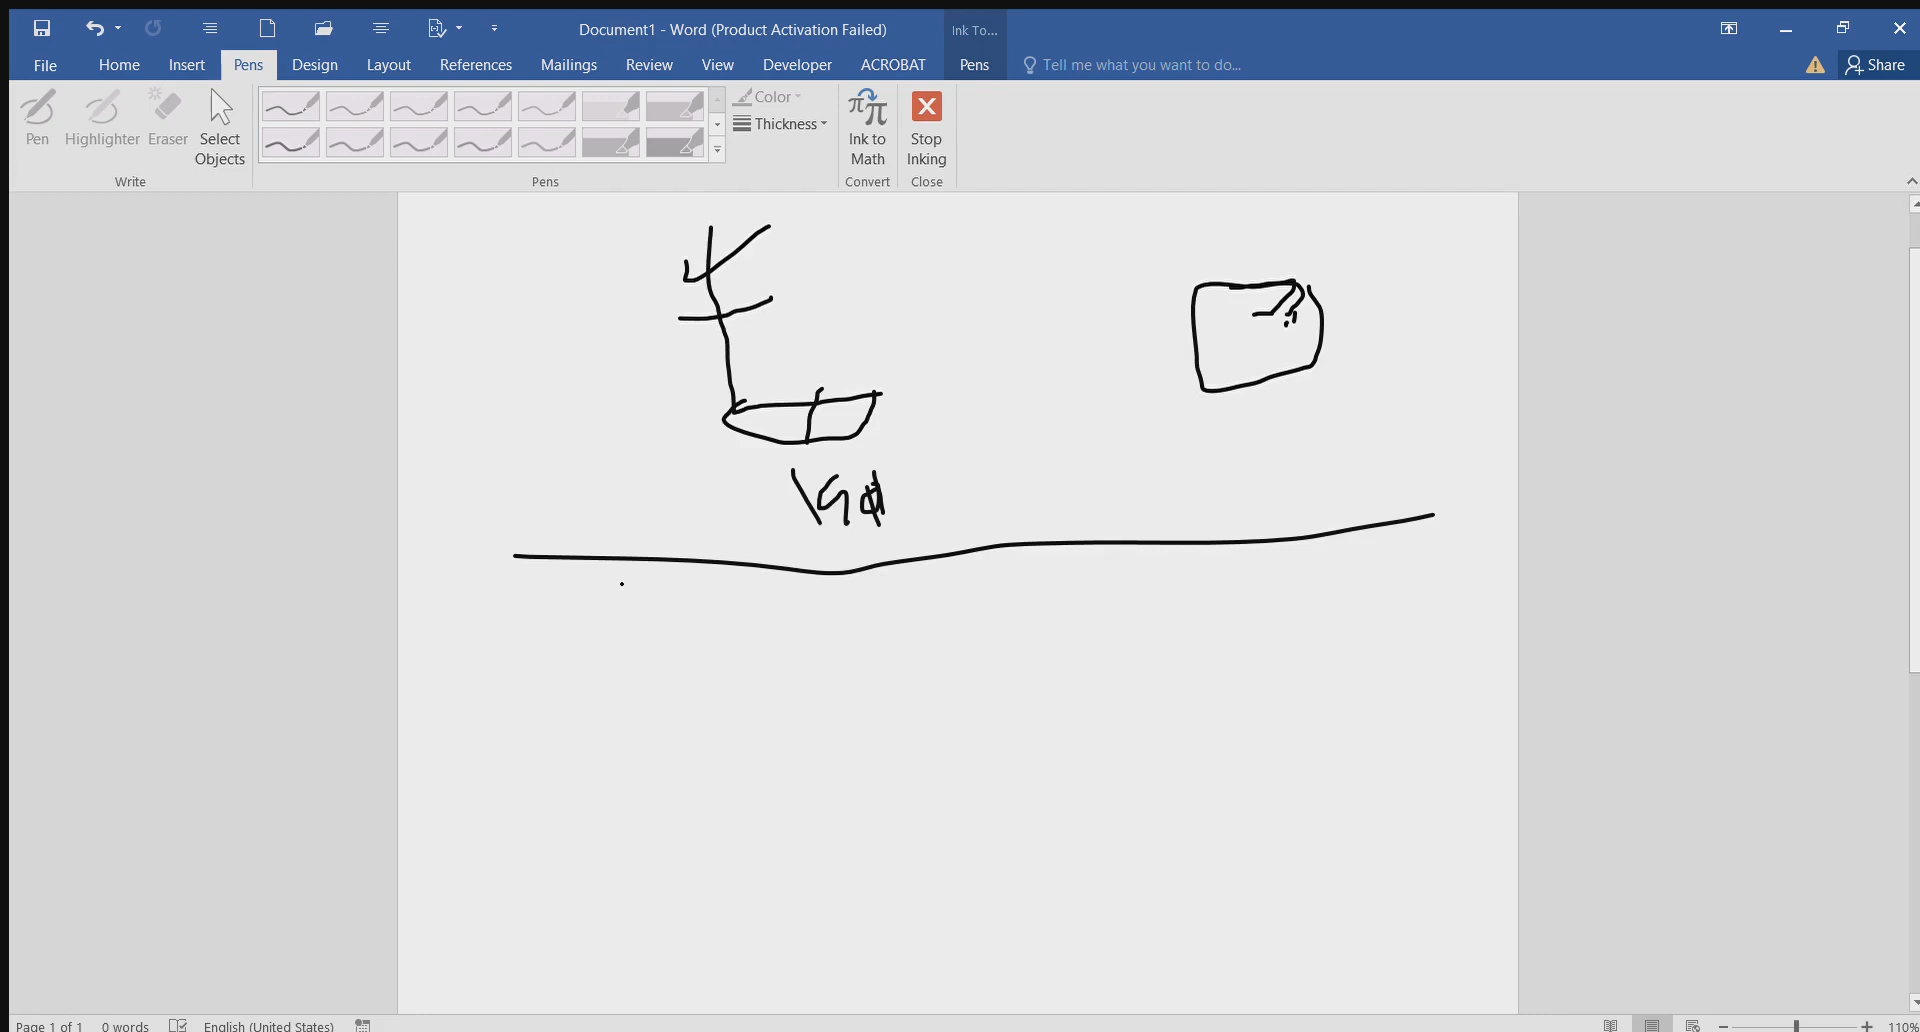 Document1 - Word (Product Activation Failed)
Ink To...
File Home Insert Pens Design Layout References Mailings Review View Developer ACROBAT Pens Tell me what you want to do... Share
Pen Highlighter Eraser Select Objects
Color
Thickness
Ink to Math
Stop Inking
Write Pens Convert Close
Page 1 of 1 0 words English (United States) 110%